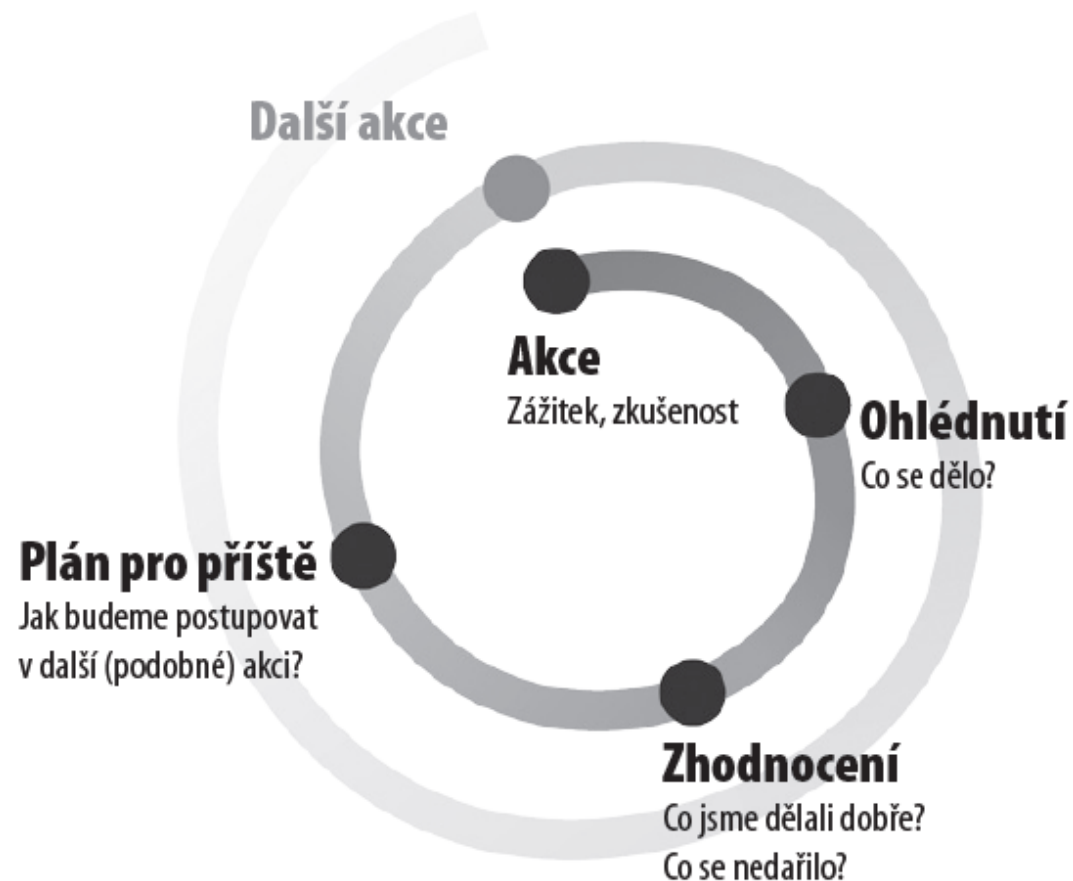 Další akce
Akce
Zážitek, zkušenost
Ohlédnutí
Co se dělo?
Zhodnocení
Co jsme dělali dobře?
Co se nedařilo?
Plán pro příště
Jak budeme postupovat
v další (podobné) akci?